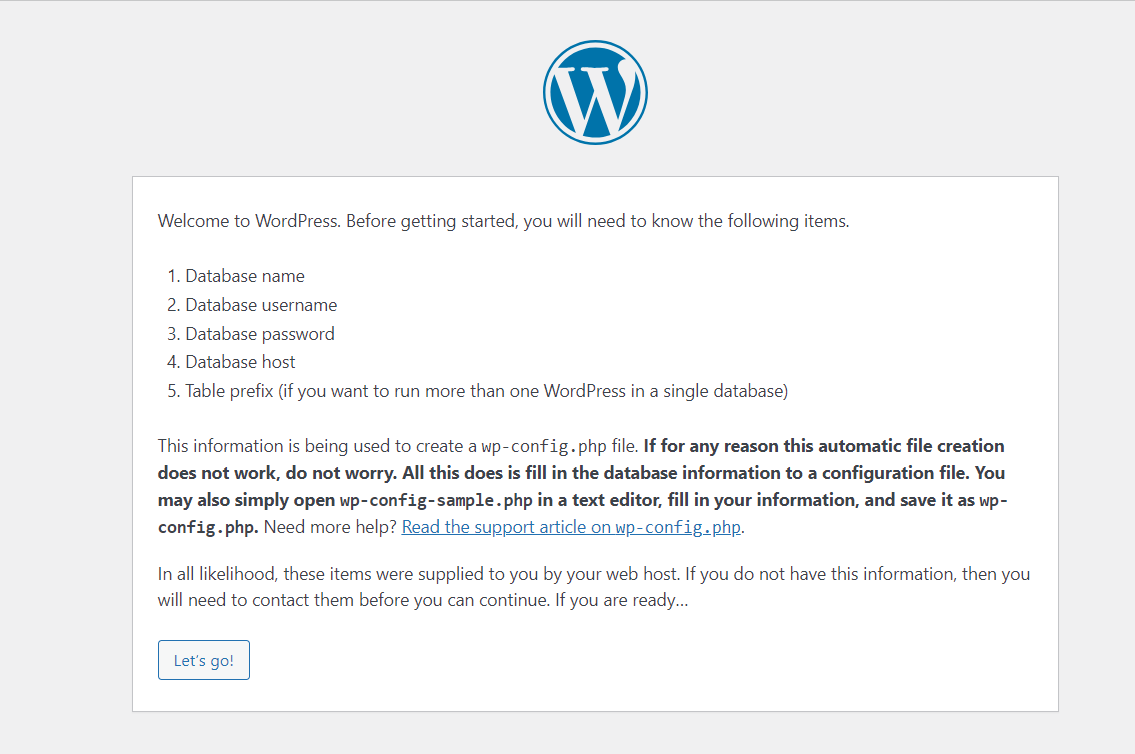 Welcome to WordPress. Before getting started, you will need to know the following items.
1. Database name
2. Database username
3. Database password
4. Database host
5. Table prefix (if you want to run more than one WordPress in a single database)
This information is being used to create a wp-config.php file. If for any reason this automatic file creation
does not work, do not worry. All this does is fill in the database information to a configuration file. You
may also simply open wp-config-sample.php in a text editor, fill in your information, and save it as wp-
config.php. Need more help? Read the support article on wp-config.php.
In all likelihood, these items were supplied to you by your web host. If you do not have this information, then you
will need to contact them before you can continue. If you are ready…
Let’s go!